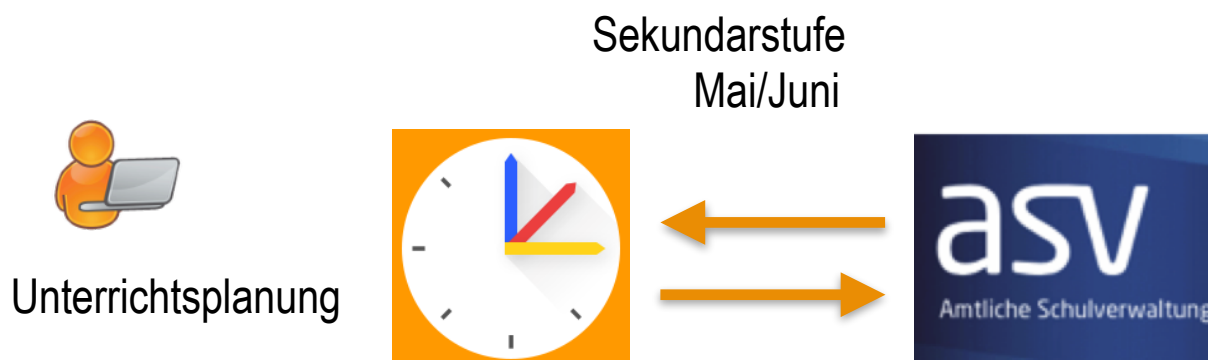 Sekundarstufe
Mai/Juni
Unterrichtsplanung
asv
Amtliche Schulverwaltung